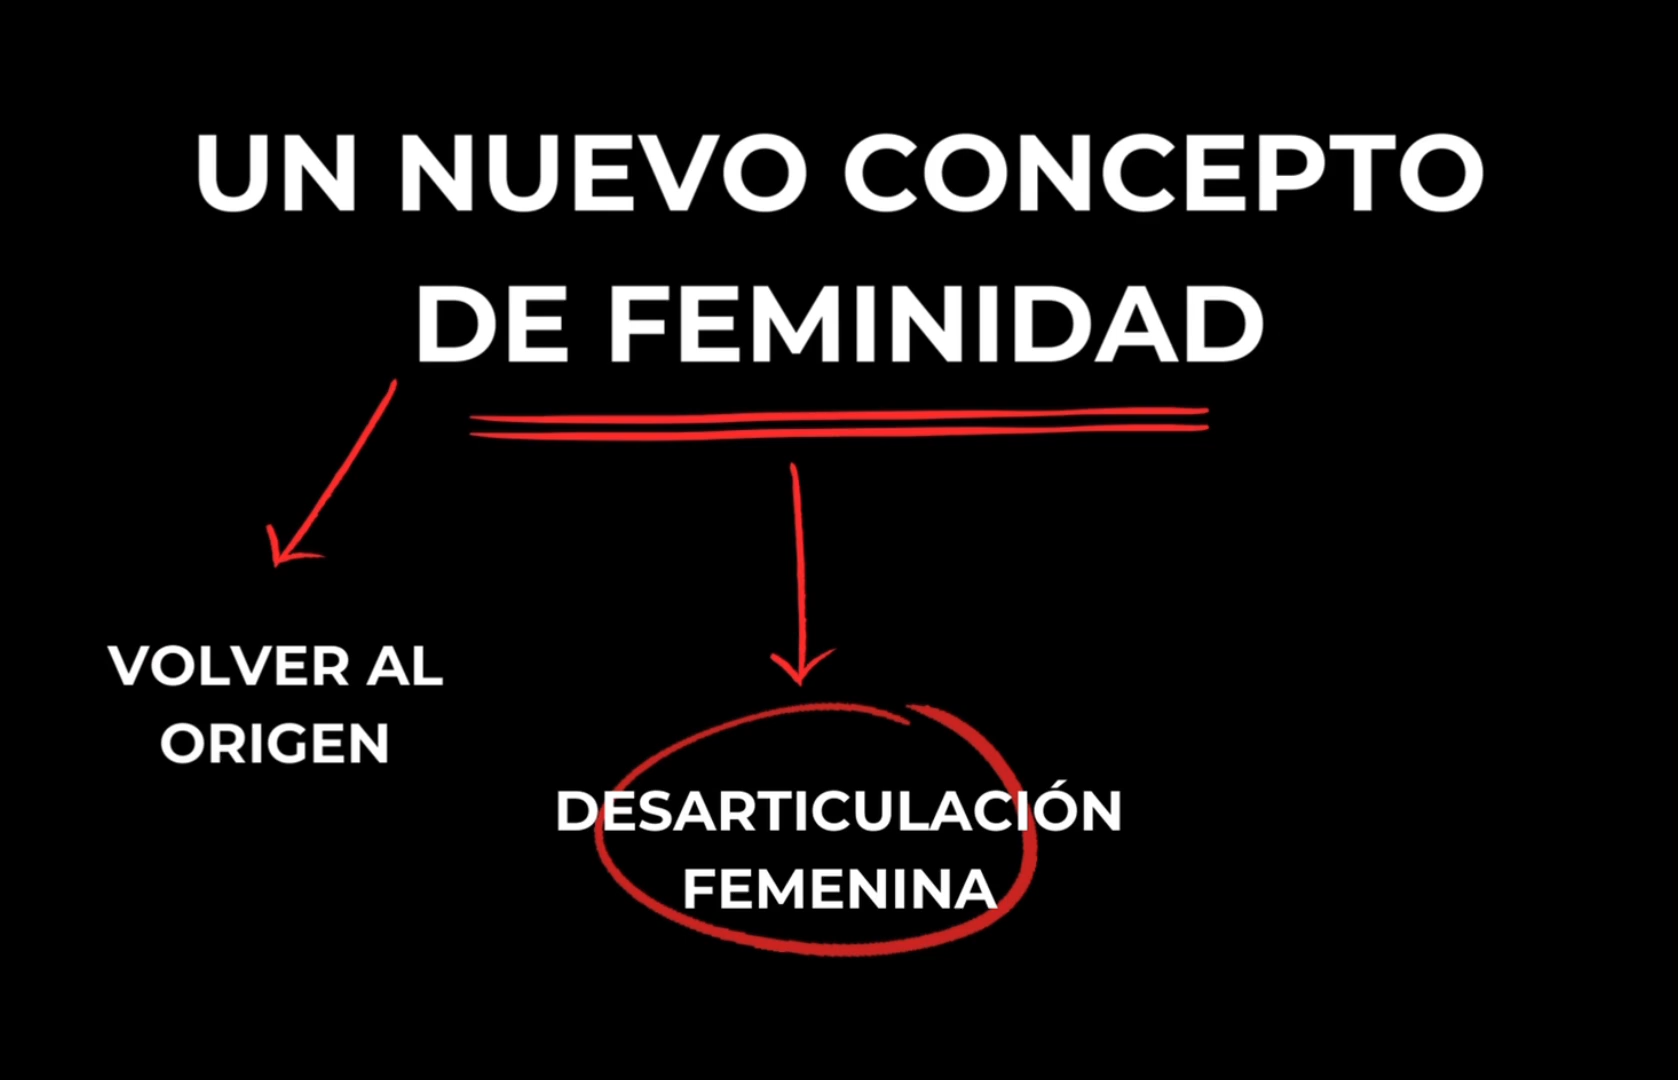 UN NUEVO CONCEPTO
DE FEMINIDAD
VOLVER AL
ORIGEN
DESARTICULACIÓN
FEMENINA